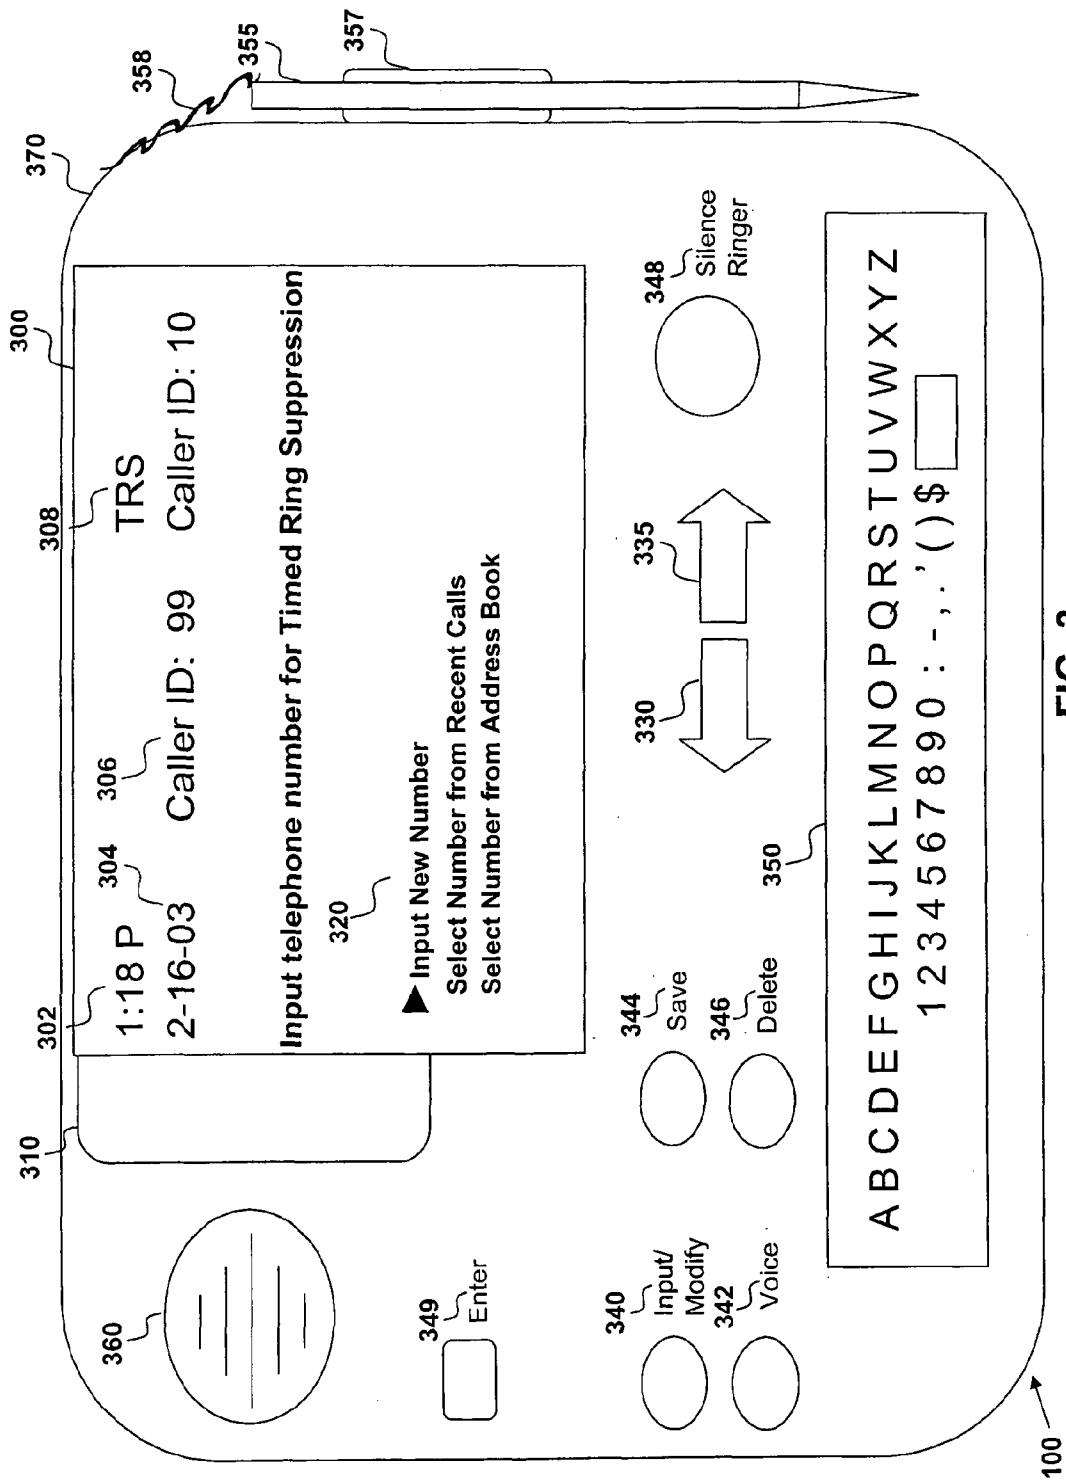 300
310
370
302
308
360
306
304
358
1:18 P
TRS
2-16-03
Caller ID: 99
Caller ID: 10
355
Input telephone number for Timed Ring Suppression
320
357
▶ Input New Number
Select Number from Recent Calls
Select Number from Address Book
349
Enter
340
Input/
Modify
344
Save
330
335
348
Silence
Ringer
342
Voice
346
Delete
350
A B C D E F G H I J K L M N O P Q R S T U V W X Y Z
1 2 3 4 5 6 7 8 9 0 : - , . ' ( ) $
100
FIG.